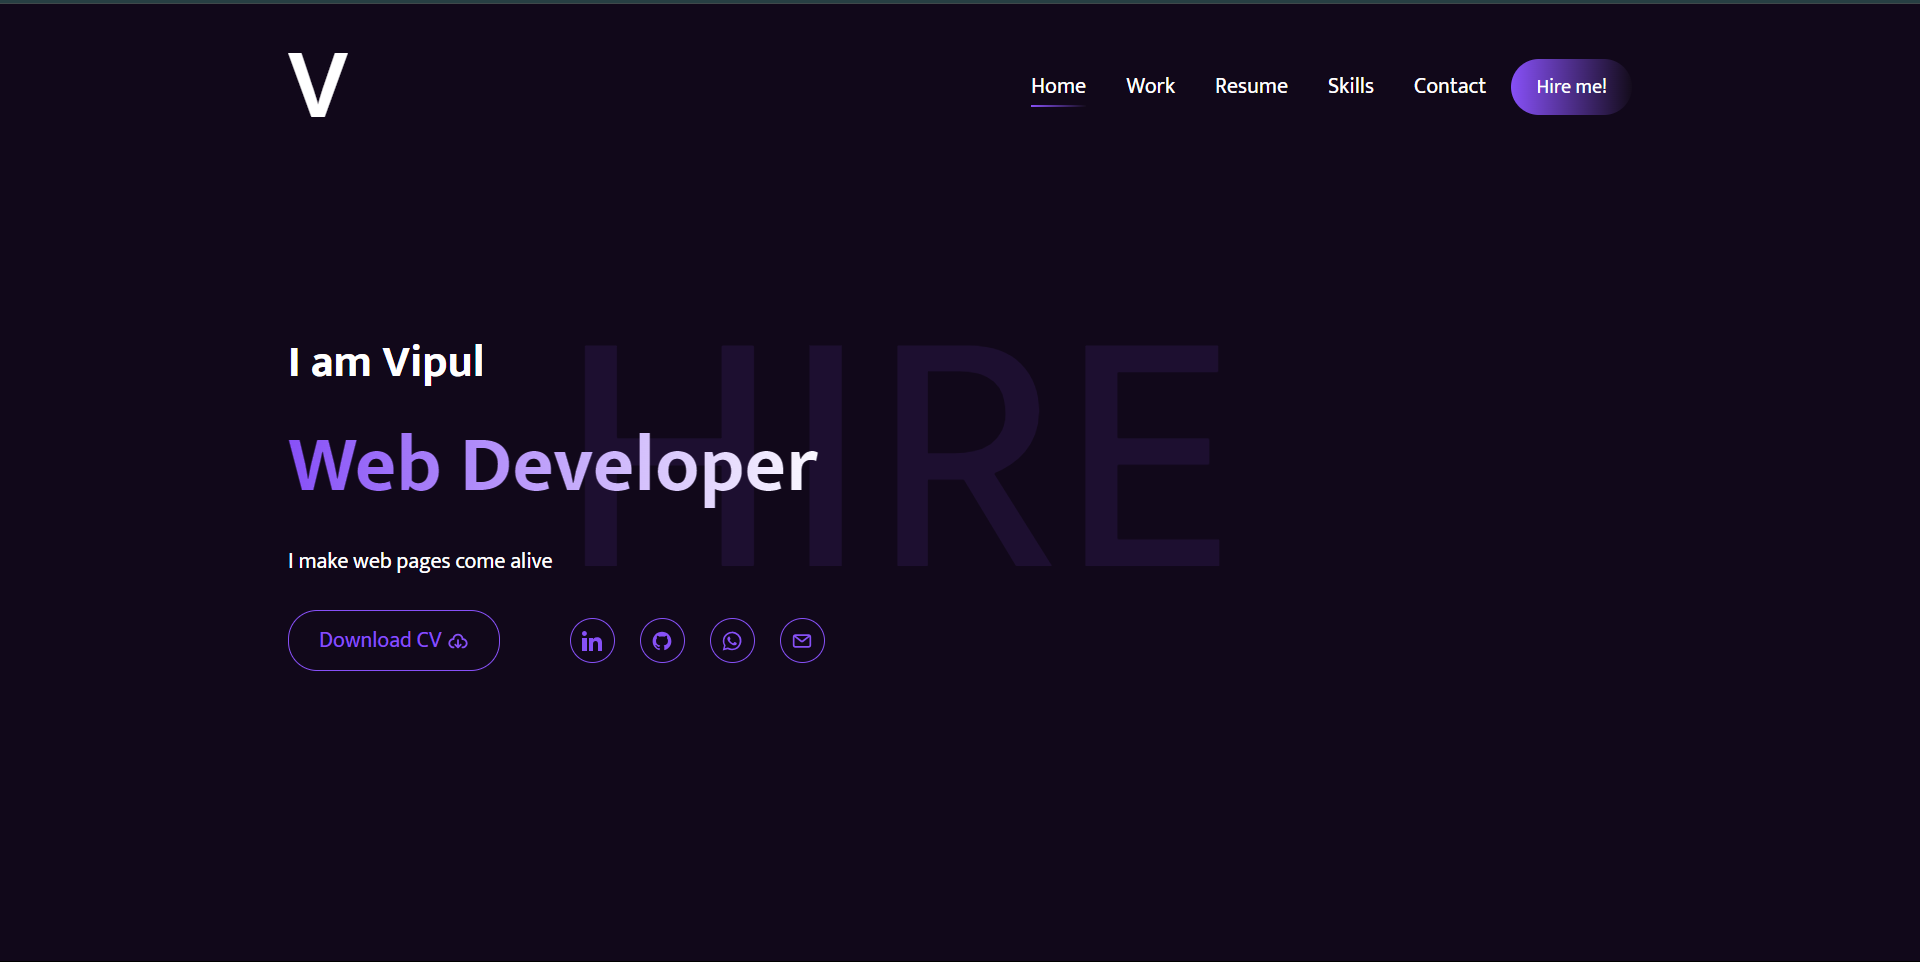 V
Home Work Resume Skills Contact Hire me!
HIRE
I am Vipul
Web Developer
I make web pages come alive
Download CV
in